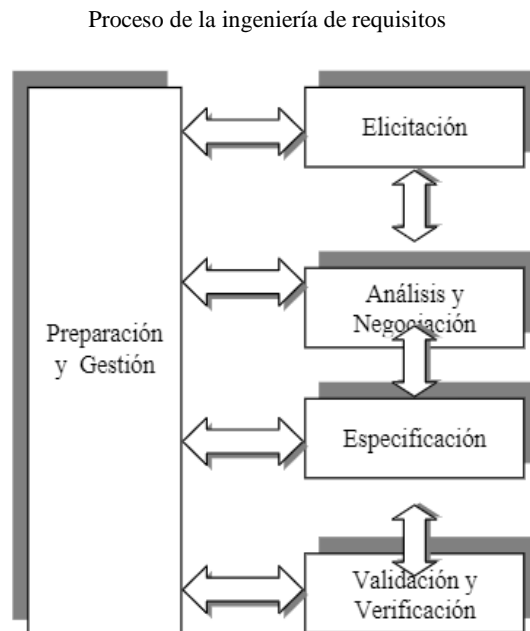 Proceso de la ingeniería de requisitos
Elicitación
Análisis y
Negociación
Preparación
y Gestión
Especificación
Validación y
Verificación